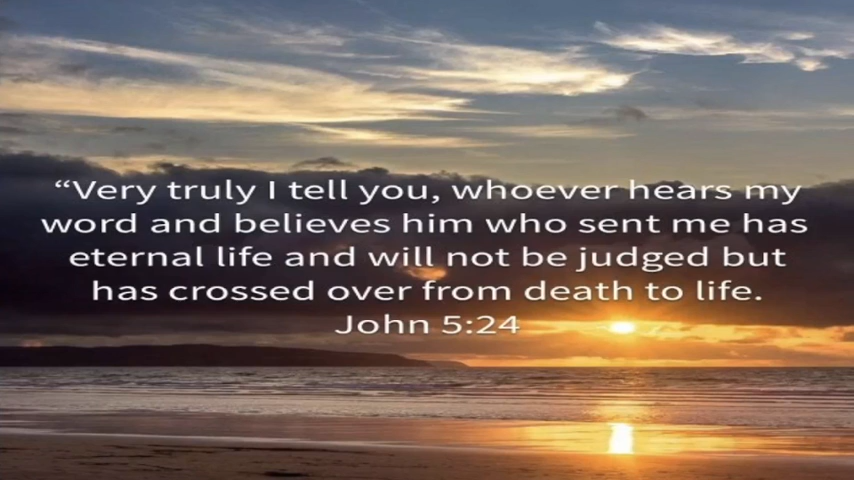 “Very truly I tell you, whoever hears my
word and believes him who sent me has
eternal life and will not be judged but
has crossed over from death to life.
John 5:24